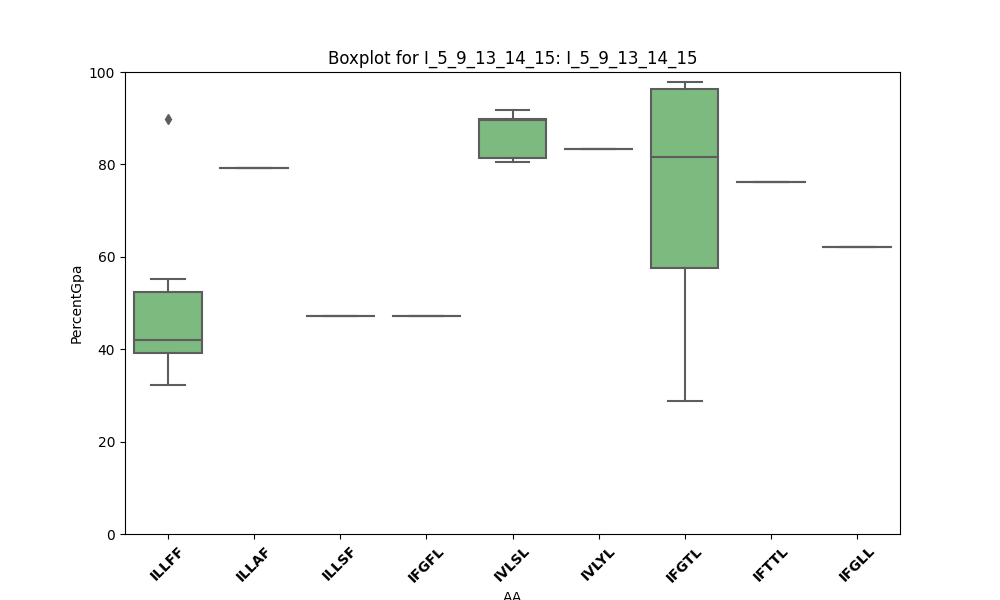 Boxplot for I_5_9_13_14_15: I_5_9_13_14_15
100
80
60
40
20
0
PercentGpa
ILLFF ILLAF ILLSF IFGFL IVLSL IVLYL IFGTL IFTTL IFGLL
AA